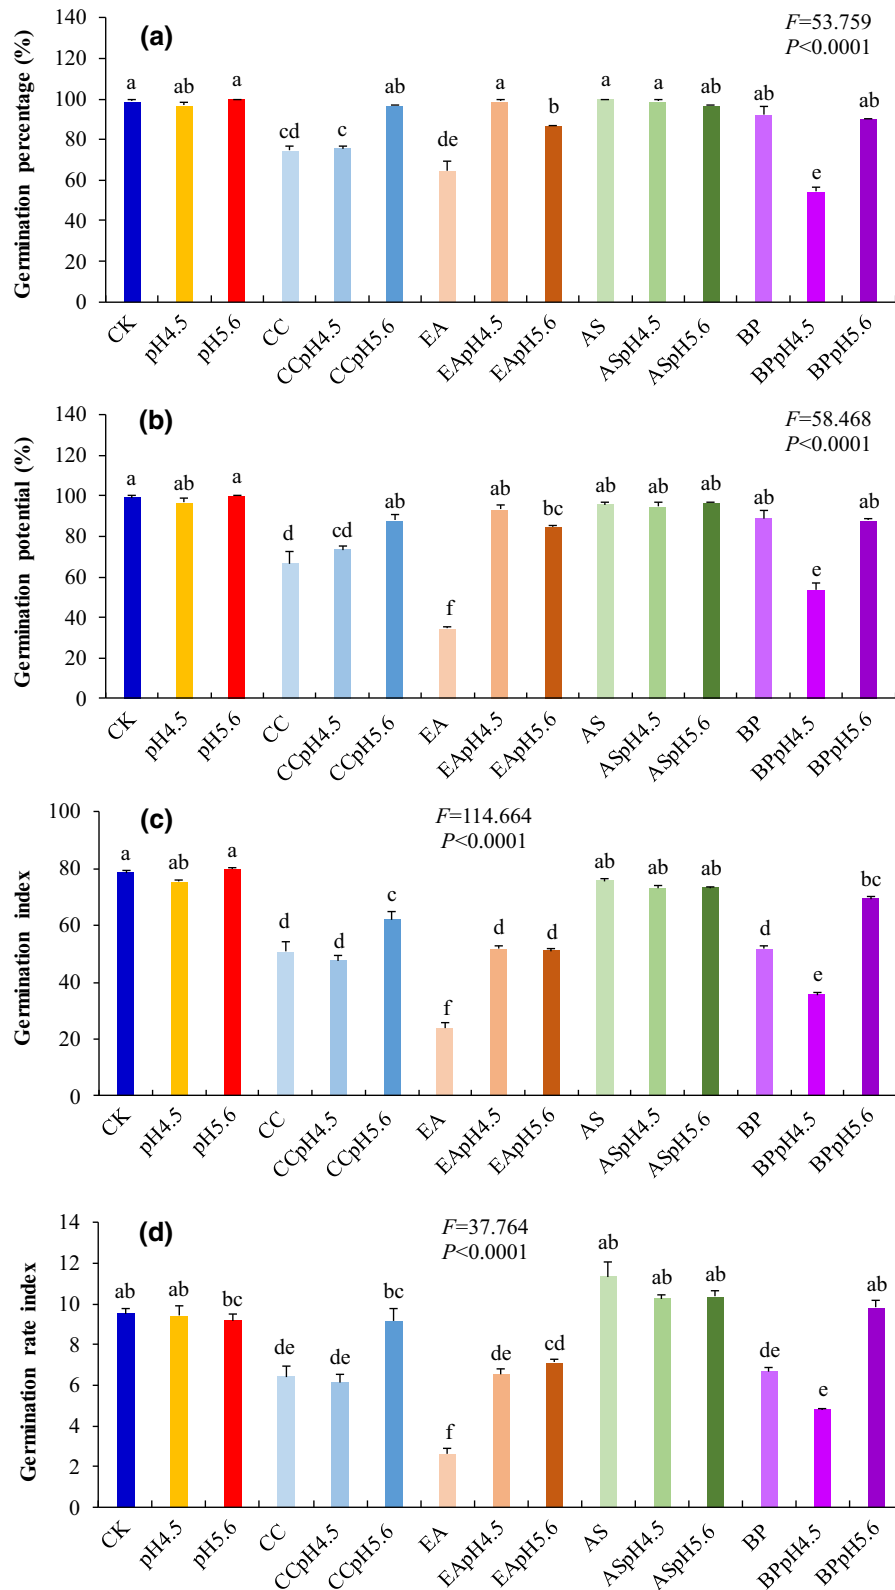 (a)
F=53.759
P<0.0001
Germination percentage (%)
140
120
100
80
60
40
20
0
a
ab
a
cd
c
ab
de
a
b
a
a
ab
ab
e
ab
CK
pH4.5
pH5.6
CC
CCpH4.5
CCpH5.6
EA
EApH4.5
EApH5.6
AS
ASpH4.5
ASpH5.6
BP
BPpH4.5
BPpH5.6
(b)
F=58.468
P<0.0001
Germination potential (%)
140
120
100
80
60
40
20
0
a
ab
a
d
cd
ab
f
ab
bc
ab
ab
ab
ab
e
ab
CK
pH4.5
pH5.6
CC
CCpH4.5
CCpH5.6
EA
EApH4.5
EApH5.6
AS
ASpH4.5
ASpH5.6
BP
BPpH4.5
BPpH5.6
(c)
F=114.664
P<0.0001
Germination index
100
80
60
40
20
0
a
ab
a
d
d
c
f
d
d
ab
ab
ab
d
e
bc
CK
pH4.5
pH5.6
CC
CCpH4.5
CCpH5.6
EA
EApH4.5
EApH5.6
AS
ASpH4.5
ASpH5.6
BP
BPpH4.5
BPpH5.6
(d)
F=37.764
P<0.0001
Germination rate index
14
12
10
8
6
4
2
0
ab
ab
bc
de
de
bc
f
de
cd
ab
ab
ab
de
e
ab
CK
pH4.5
pH5.6
CC
CCpH4.5
CCpH5.6
EA
EApH4.5
EApH5.6
AS
ASpH4.5
ASpH5.6
BP
BPpH4.5
BPpH5.6